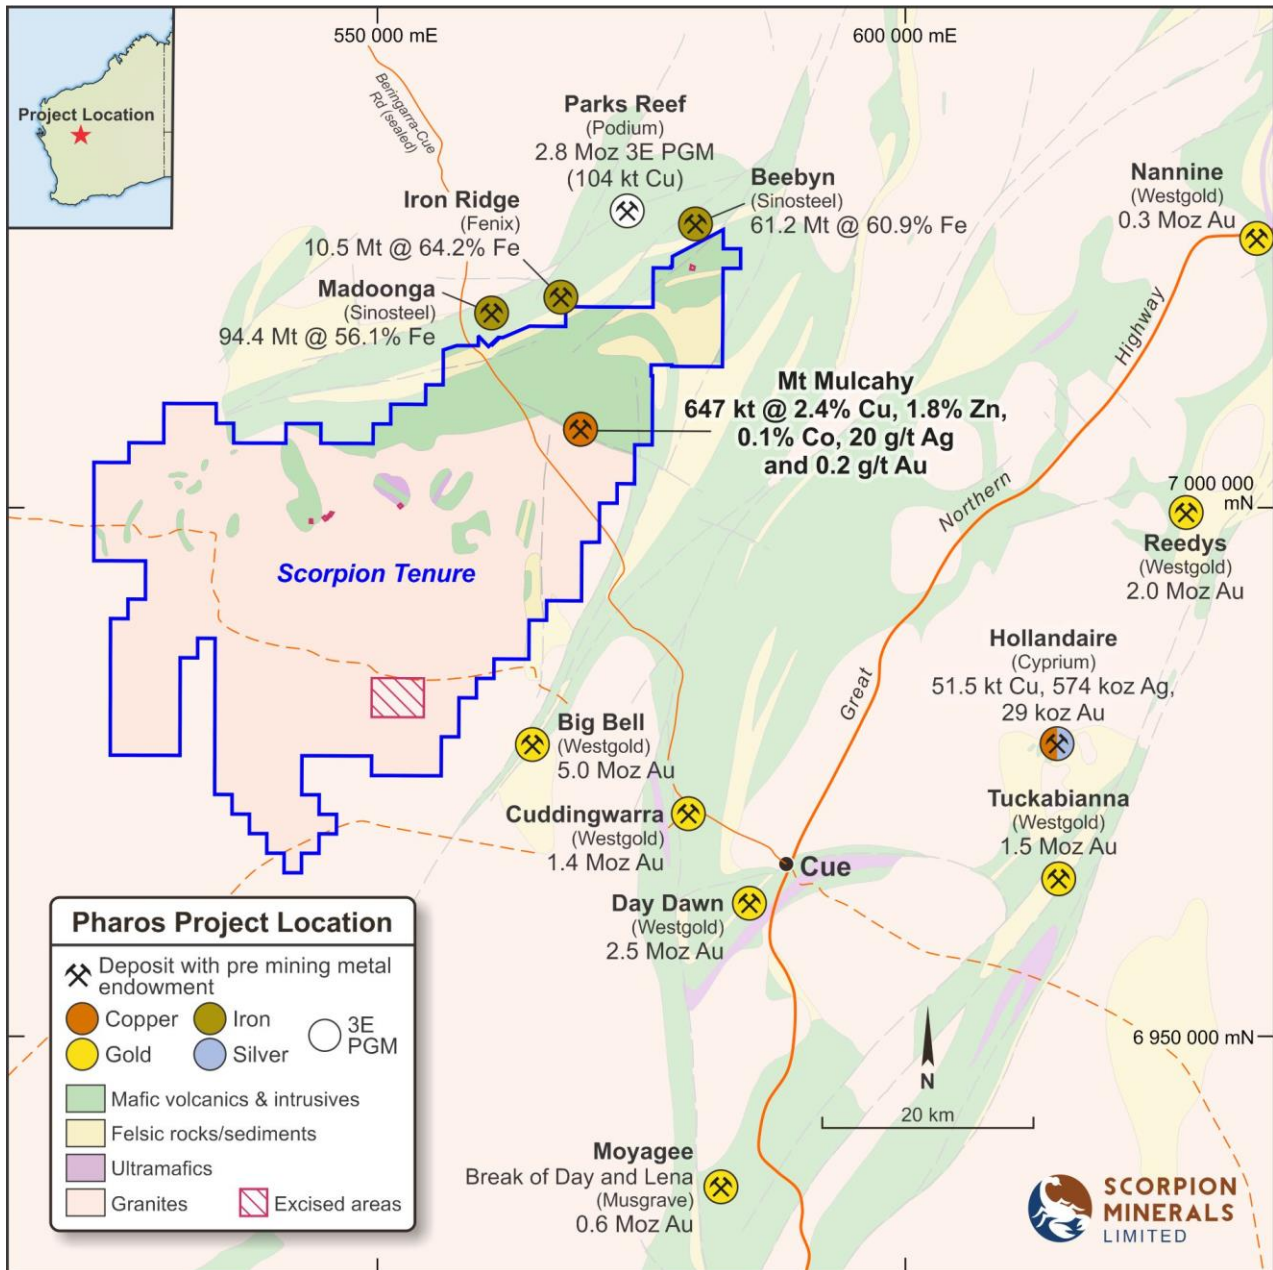 550 000 mE
600 000 mE
Project Location
Beringarra-Cue
Rd (sealed)
Parks Reef
(Podium)
2.8 Moz 3E PGM
(104 kt Cu)
Beebyn
(Sinosteel)
61.2 Mt @ 60.9% Fe
Nannine
(Westgold)
0.3 Moz Au
Iron Ridge
(Fenix)
10.5 Mt @ 64.2% Fe
Madoonga
(Sinosteel)
94.4 Mt @ 56.1% Fe
Highway
Mt Mulcahy
647 kt @ 2.4% Cu, 1.8% Zn,
0.1% Co, 20 g/t Ag
and 0.2 g/t Au
Northern
7 000 000
mN
Reedys
(Westgold)
2.0 Moz Au
Scorpion Tenure
Hollandaire
(Cyprium)
51.5 kt Cu, 574 koz Ag,
29 koz Au
Great
Big Bell
(Westgold)
5.0 Moz Au
Cuddingwarra
(Westgold)
1.4 Moz Au
Tuckabianna
(Westgold)
1.5 Moz Au
Cue
Day Dawn
(Westgold)
2.5 Moz Au
Pharos Project Location
Deposit with pre mining metal
endowment
Copper
Iron
3E
PGM
Gold
Silver
Mafic volcanics & intrusives
Felsic rocks/sediments
Ultramafics
Granites
Excised areas
6 950 000 mN
N
20 km
Moyagee
Break of Day and Lena
(Musgrave)
0.6 Moz Au
SCORPION
MINERALS
LIMITED